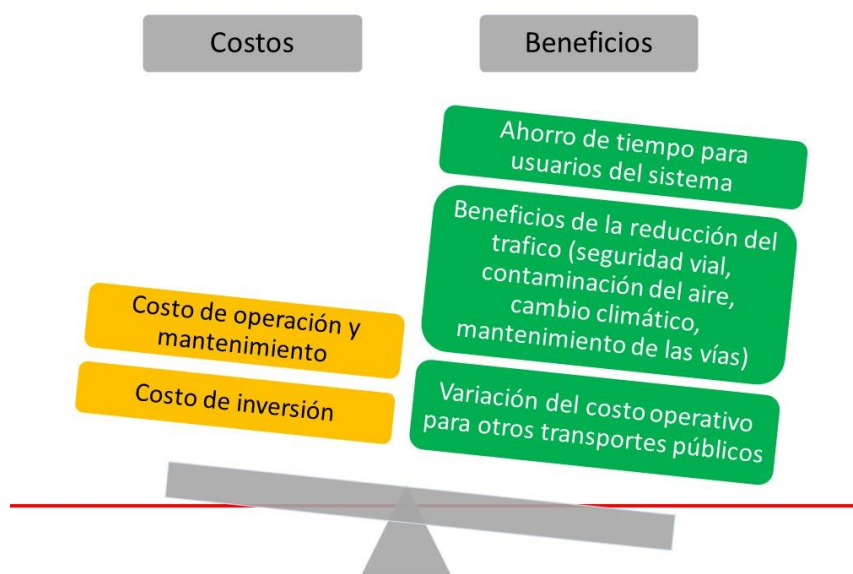 Costos
Beneficios
Costo de operación y
mantenimiento
Costo de inversión
Ahorro de tiempo para
usuarios del sistema
Beneficios de la reducción del
trafico (seguridad vial,
contaminación del aire,
cambio climático,
mantenimiento de las vías)
Variación del costo operativo
para otros transportes públicos